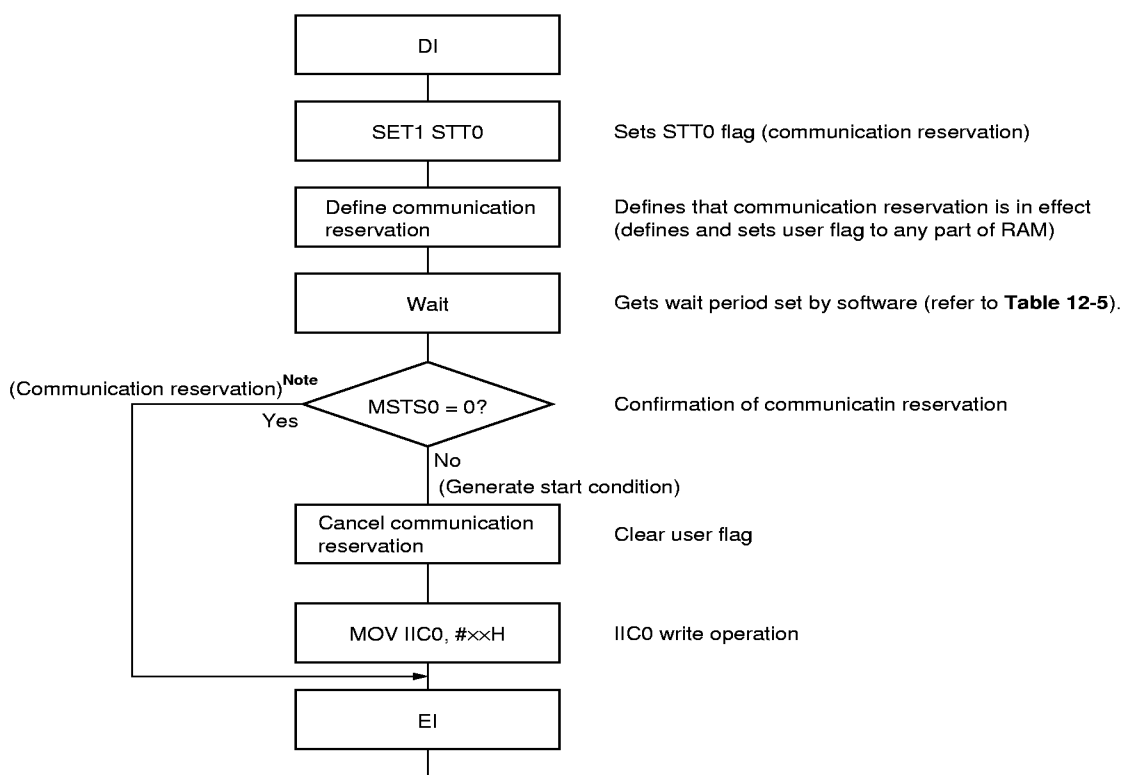 DI
SET1 STT0
Sets STT0 flag (communication reservation)
Define communication
reservation
Defines that communication reservation is in effect
(defines and sets user flag to any part of RAM)
Wait
Gets wait period set by software (refer to Table 12-5).
(Communication reservation)Note
Yes
MSTS0 = 0?
Confirmation of communicatin reservation
No
(Generate start condition)
Cancel communication
reservation
Clear user flag
MOV IIC0, #××H
IIC0 write operation
EI